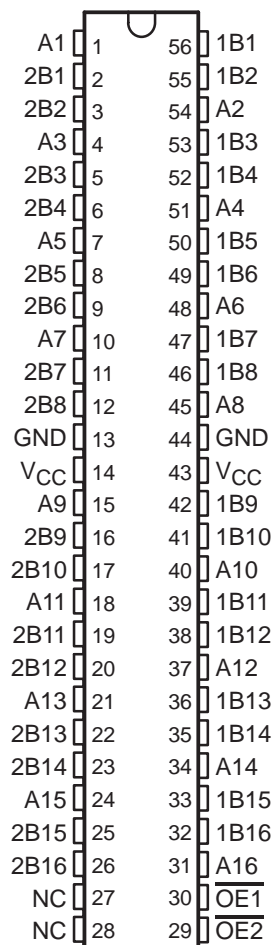 A1 1 56 1B1
2B1 2 55 1B2
2B2 3 54 A2
A3 4 53 1B3
2B3 5 52 1B4
2B4 6 51 A4
A5 7 50 1B5
2B5 8 49 1B6
2B6 9 48 A6
A7 10 47 1B7
2B7 11 46 1B8
2B8 12 45 A8
GND 13 44 GND
VCC 14 43 VCC
A9 15 42 1B9
2B9 16 41 1B10
2B10 17 40 A10
A11 18 39 1B11
2B11 19 38 1B12
2B12 20 37 A12
A13 21 36 1B13
2B13 22 35 1B14
2B14 23 34 A14
A15 24 33 1B15
2B15 25 32 1B16
2B16 26 31 A16
NC 27 30 O̅E̅1̅
NC 28 29 O̅E̅2̅